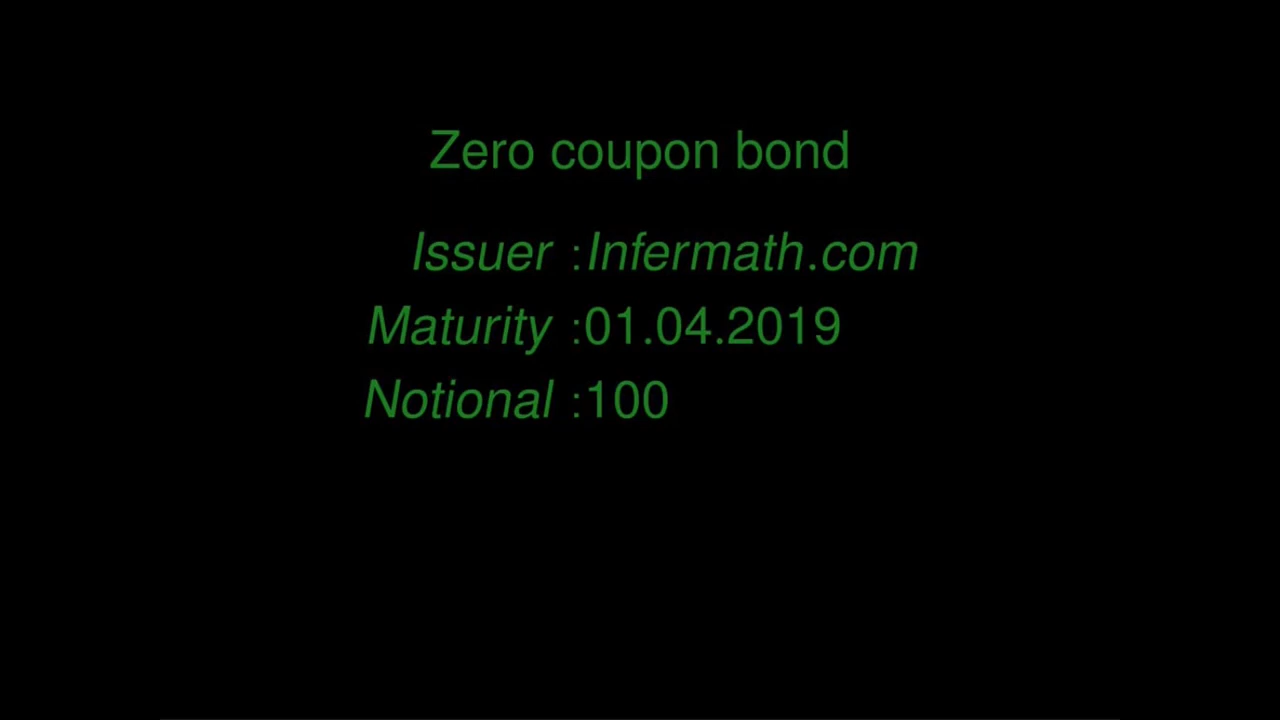 Zero coupon bond
Issuer :Infermath.com
Maturity :01.04.2019
Notional :100